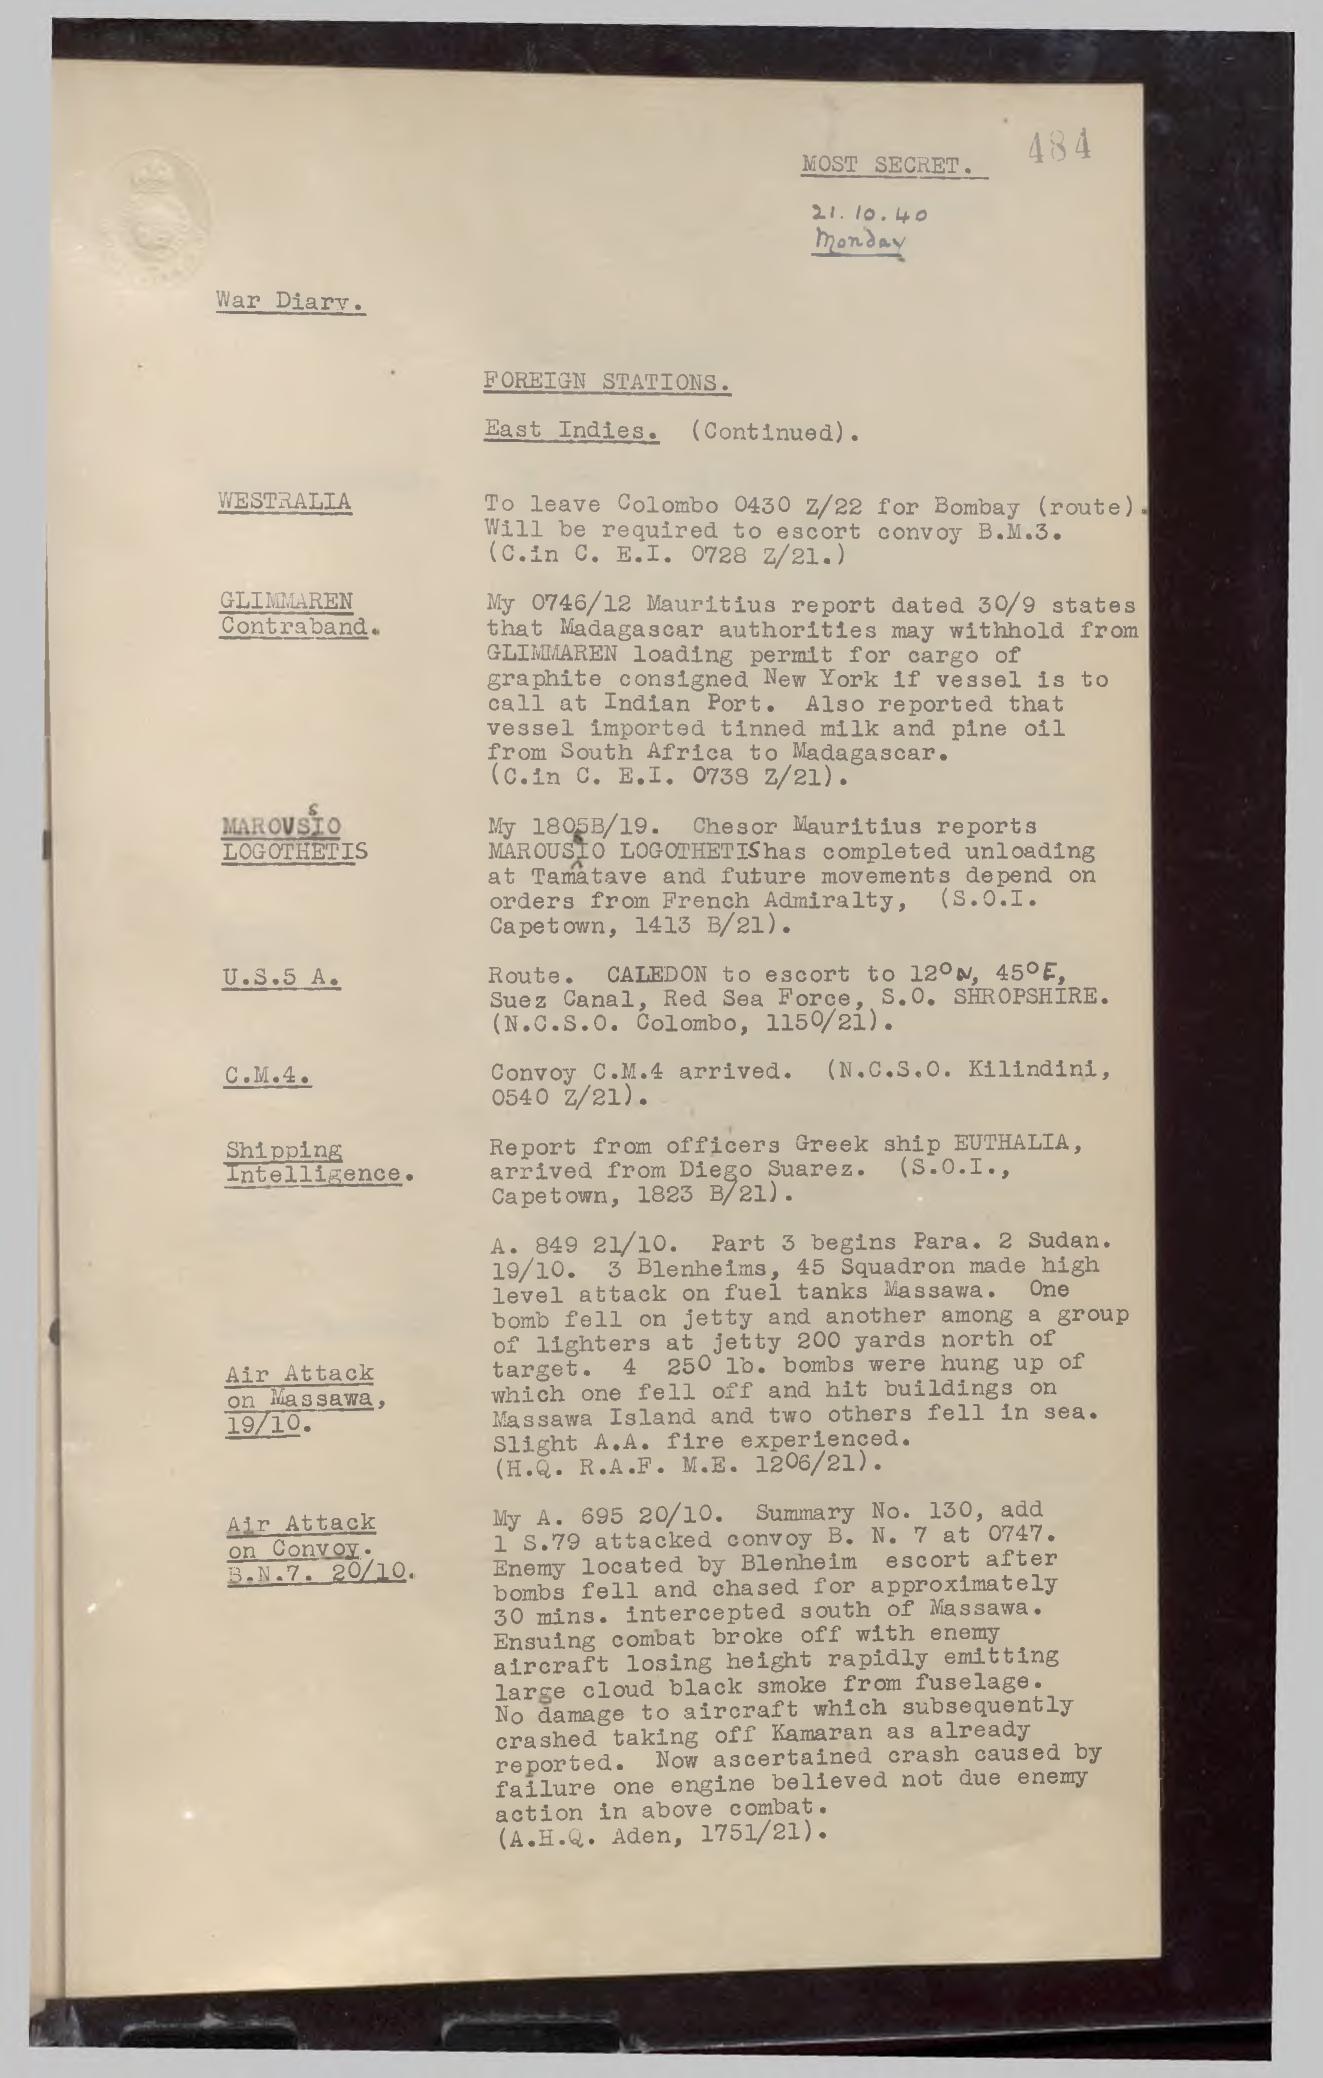 484
MOST SECRET.
21.10.40
Monday
War Diary.
FOREIGN STATIONS.
East Indies. (Continued).
WESTRALIA
To leave Colombo 0430 Z/22 for Bombay (route).
Will be required to escort convoy B.M.3.
(C.in C. E.I. 0728 Z/21.)
GLIMMAREN
Contraband.
My 0746/12 Mauritius report dated 30/9 states
that Madagascar authorities may withhold from
GLIMMAREN loading permit for cargo of
graphite consigned New York if vessel is to
call at Indian Port. Also reported that
vessel imported tinned milk and pine oil
from South Africa to Madagascar.
(C.in C. E.I. 0738 Z/21).
MAROUSSIO
LOGOTHETIS
My 1805B/19. Chesor Mauritius reports
MAROUSSIO LOGOTHETIS has completed unloading
at Tamatave and future movements depend on
orders from French Admiralty, (S.O.I.
Capetown, 1413 B/21).
U.S.5 A.
Route. CALEDON to escort to 12°N, 45°E,
Suez Canal, Red Sea Force, S.O. SHROPSHIRE.
(N.C.S.O. Colombo, 1150/21).
C.M.4.
Convoy C.M.4 arrived. (N.C.S.O. Kilindini,
0540 Z/21).
Shipping
Intelligence.
Report from officers Greek ship EUTHALIA,
arrived from Diego Suarez. (S.O.I.,
Capetown, 1823 B/21).
Air Attack
on Massawa,
19/10.
A. 849 21/10. Part 3 begins Para. 2 Sudan.
19/10. 3 Blenheims, 45 Squadron made high
level attack on fuel tanks Massawa. One
bomb fell on jetty and another among a group
of lighters at jetty 200 yards north of
target. 4 250 lb. bombs were hung up of
which one fell off and hit buildings on
Massawa Island and two others fell in sea.
Slight A.A. fire experienced.
(H.Q. R.A.F. M.E. 1206/21).
Air Attack
on Convoy.
B.N.7. 20/10.
My A. 695 20/10. Summary No. 130, add
1 S.79 attacked convoy B. N. 7 at 0747.
Enemy located by Blenheim escort after
bombs fell and chased for approximately
30 mins. intercepted south of Massawa.
Ensuing combat broke off with enemy
aircraft losing height rapidly emitting
large cloud black smoke from fuselage.
No damage to aircraft which subsequently
crashed taking off Kamaran as already
reported. Now ascertained crash caused by
failure one engine believed not due enemy
action in above combat.
(A.H.Q. Aden, 1751/21).